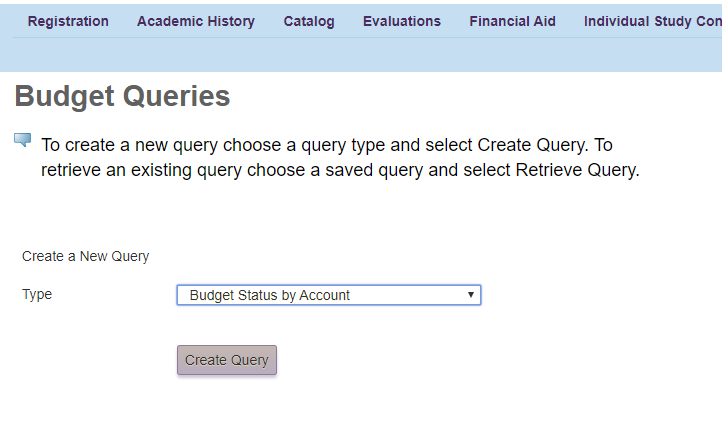 Registration Academic History Catalog Evaluations Financial Aid Individual Study
Budget Queries
To create a new query choose a query type and select Create Query. To
retrieve an existing query choose a saved query and select Retrieve Query.
Create a New Query
Type Budget Status by Account
Create Query